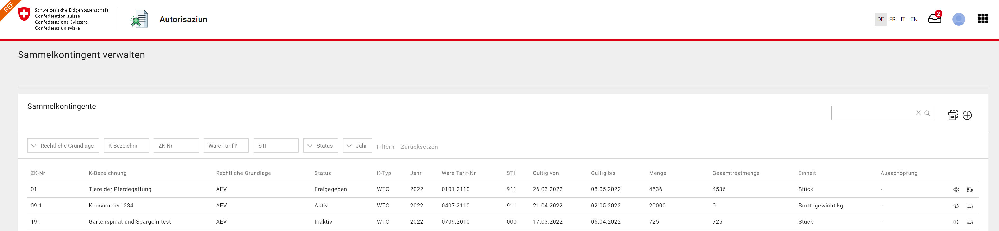 REF
Schweizerische Eidgenossenschaft
Confédération suisse
Confederazione Svizzera
Confederaziun svizra
Autorisaziun
DE FR IT EN
2
Sammelkontingent verwalten
Sammelkontingente
Rechtliche Grundlage K-Bezeichnu ZK-Nr Ware Tarif-N STI Status Jahr Filtern Zurücksetzen
ZK-Nr K-Bezeichnung Rechtliche Grundlage Status K-Typ Jahr Ware Tarif-Nr STI Gültig von Gültig bis Menge Gesamtrestmenge Einheit Ausschöpfung
01 Tiere der Pferdegattung AEV Freigegeben WTO 2022 0101.2110 911 26.03.2022 08.05.2022 4536 4536 Stück -
09.1 Konsumeier1234 AEV Aktiv WTO 2022 0407.2110 911 21.04.2022 02.05.2022 20000 0 Bruttogewicht kg -
191 Gartenspinat und Spargeln test AEV Inaktiv WTO 2022 0709.2010 000 17.03.2022 06.04.2022 725 725 Stück -